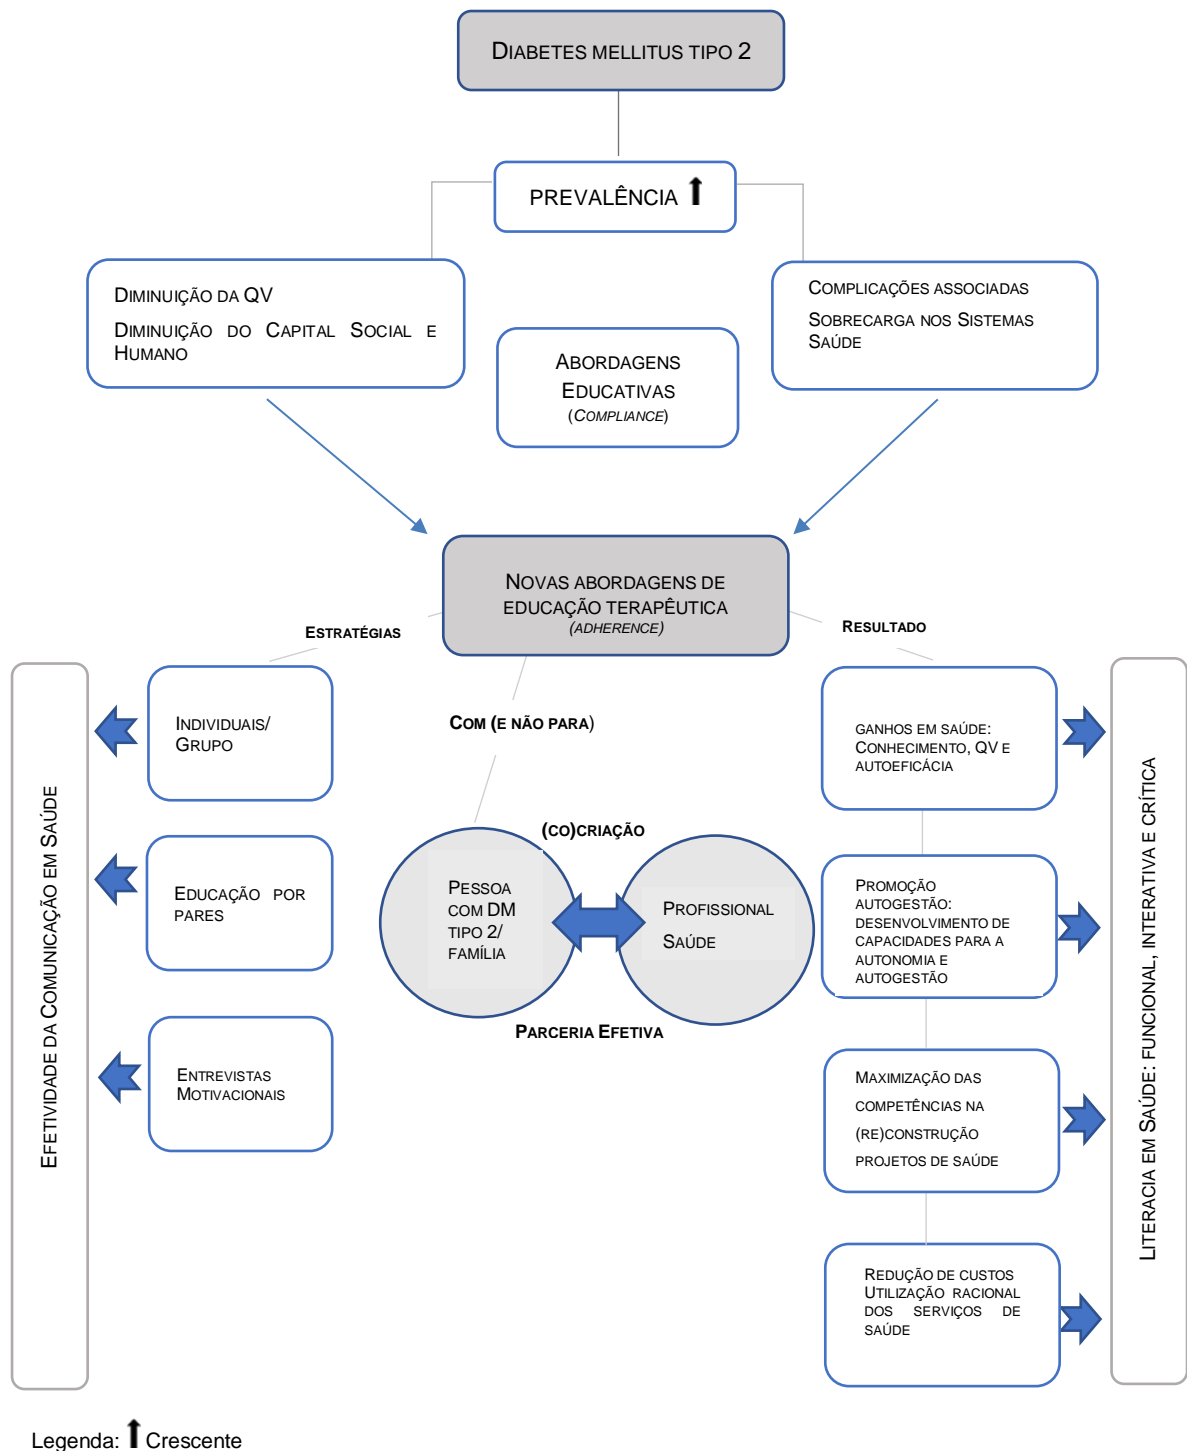 DIABETES MELLITUS TIPO 2
PREVALÊNCIA ⬆
DIMINUIÇÃO DA QV
DIMINUIÇÃO DO CAPITAL SOCIAL E
HUMANO
COMPLICAÇÕES ASSOCIADAS
SOBRECARGA NOS SISTEMAS
SAÚDE
ABORDAGENS
EDUCATIVAS
(COMPLIANCE)
NOVAS ABORDAGENS DE
EDUCAÇÃO TERAPÊUTICA
(ADHERENCE)
ESTRATÉGIAS
RESULTADO
COM (E NÃO PARA)
EFETIVIDADE DA COMUNICAÇÃO EM SAÚDE
INDIVIDUAIS/
GRUPO
EDUCAÇÃO POR
PARES
ENTREVISTAS
MOTIVACIONAIS
(CO)CRIAÇÃO
PESSOA
COM DM
TIPO 2/
FAMÍLIA
PROFISSIONAL
SAÚDE
PARCERIA EFETIVA
GANHOS EM SAÚDE:
CONHECIMENTO, QV E
AUTOEFICÁCIA
PROMOÇÃO
AUTOGESTÃO:
DESENVOLVIMENTO DE
CAPACIDADES PARA A
AUTONOMIA E
AUTOGESTÃO
MAXIMIZAÇÃO DAS
COMPETÊNCIAS NA
(RE)CONSTRUÇÃO
PROJETOS DE SAÚDE
REDUÇÃO DE CUSTOS
UTILIZAÇÃO RACIONAL
DOS SERVIÇOS DE
SAÚDE
LITERACIA EM SAÚDE: FUNCIONAL, INTERATIVA E CRÍTICA
Legenda: ⬆ Crescente